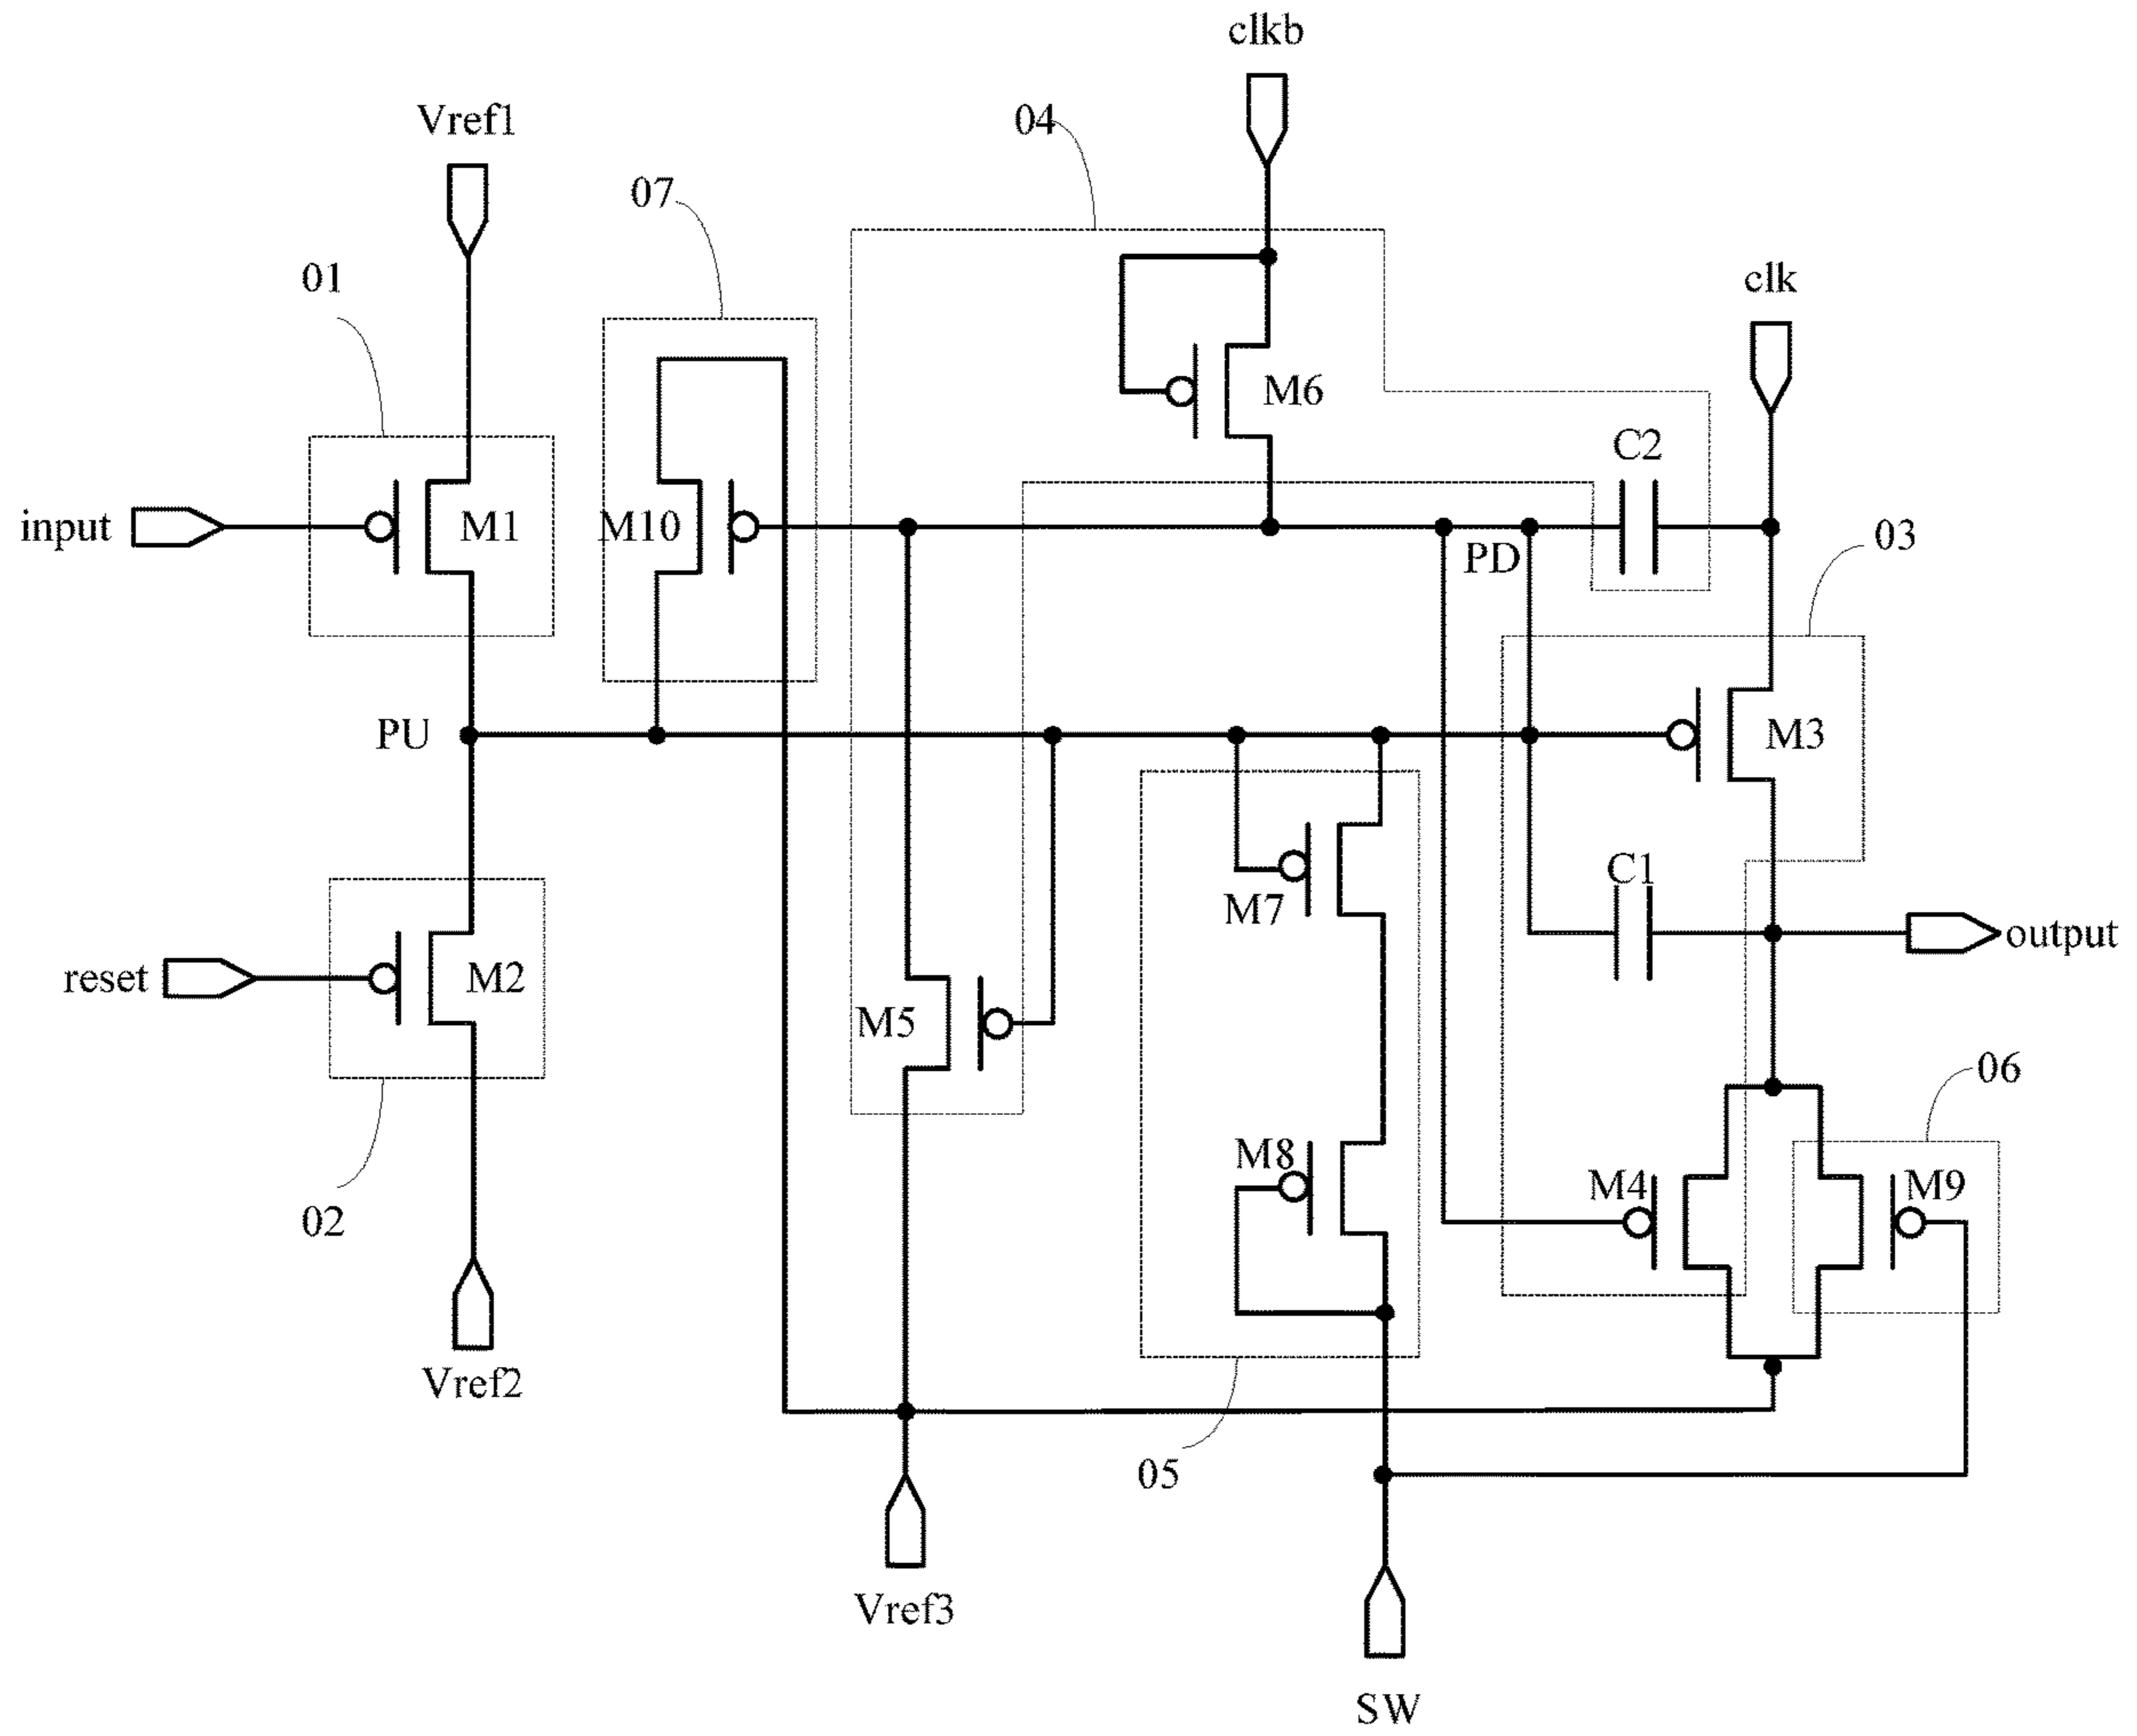 clkb
Vref1
04
07
01
clk
M6
C2
input
M1
M10
PD
03
PU
M3
C1
M7
output
reset
M2
M5
06
M8
M4
M9
02
Vref2
05
Vref3
SW